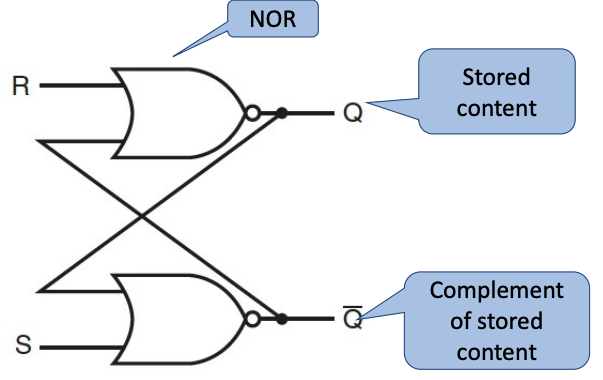 NOR
R
Q
Stored
content
S
Q̅
Complement
of stored
content